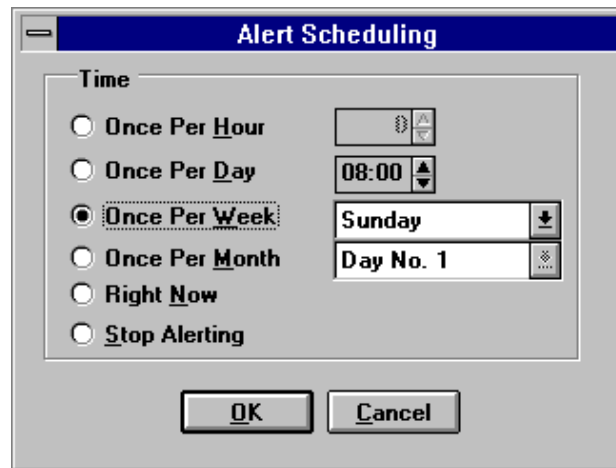 Alert Scheduling
Time
Once Per Hour 0
Once Per Day 08:00
Once Per Week Sunday
Once Per Month Day No. 1
Right Now
Stop Alerting
OK Cancel